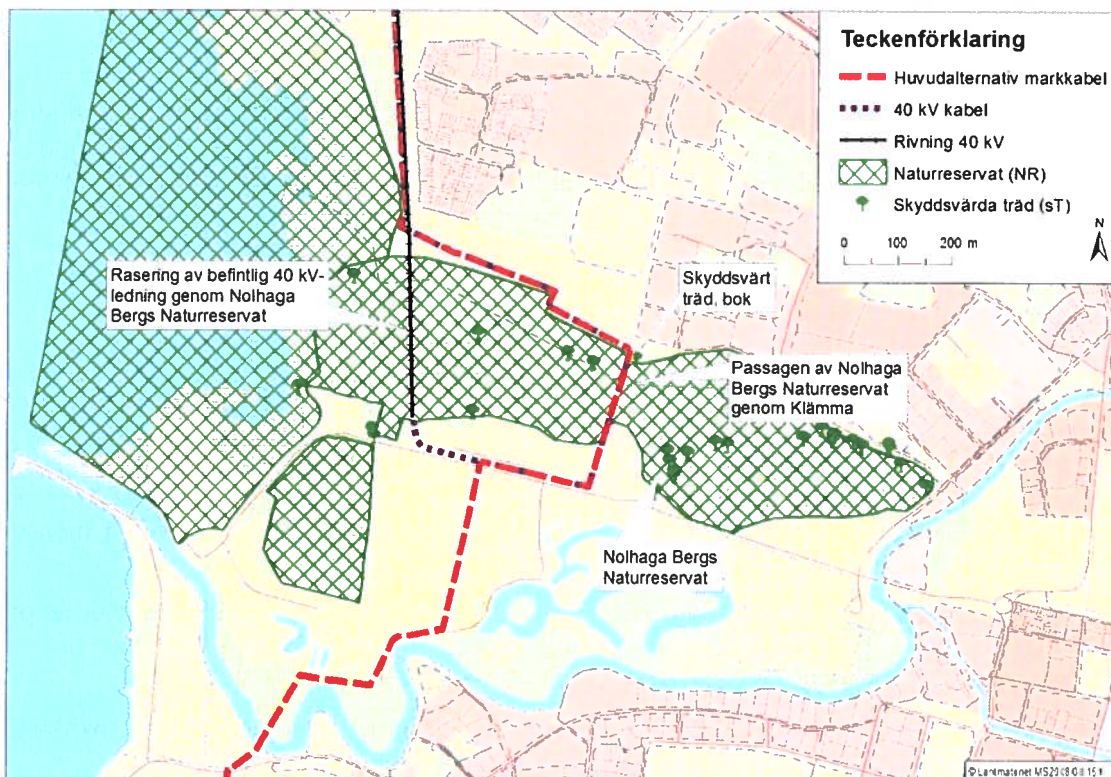 Teckenförklaring
Huvudalternativ markkabel
40 kV kabel
Rivning 40 kV
Naturreservat (NR)
Skyddsvärda träd (sT)
0 100 200 m
N
Rasering av befintlig 40 kV-
ledning genom Nolhaga
Bergs Naturreservat
Skyddsvärt
träd, bok
Passagen av Nolhaga
Bergs Naturreservat
genom Klämma
Nolhaga Bergs
Naturreservat